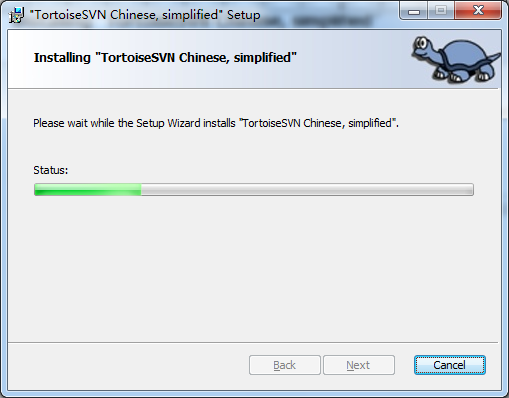 "TortoiseSVN Chinese, simplified" Setup
Installing "TortoiseSVN Chinese, simplified"
Please wait while the Setup Wizard installs "TortoiseSVN Chinese, simplified".
Status:
Back
Next
Cancel